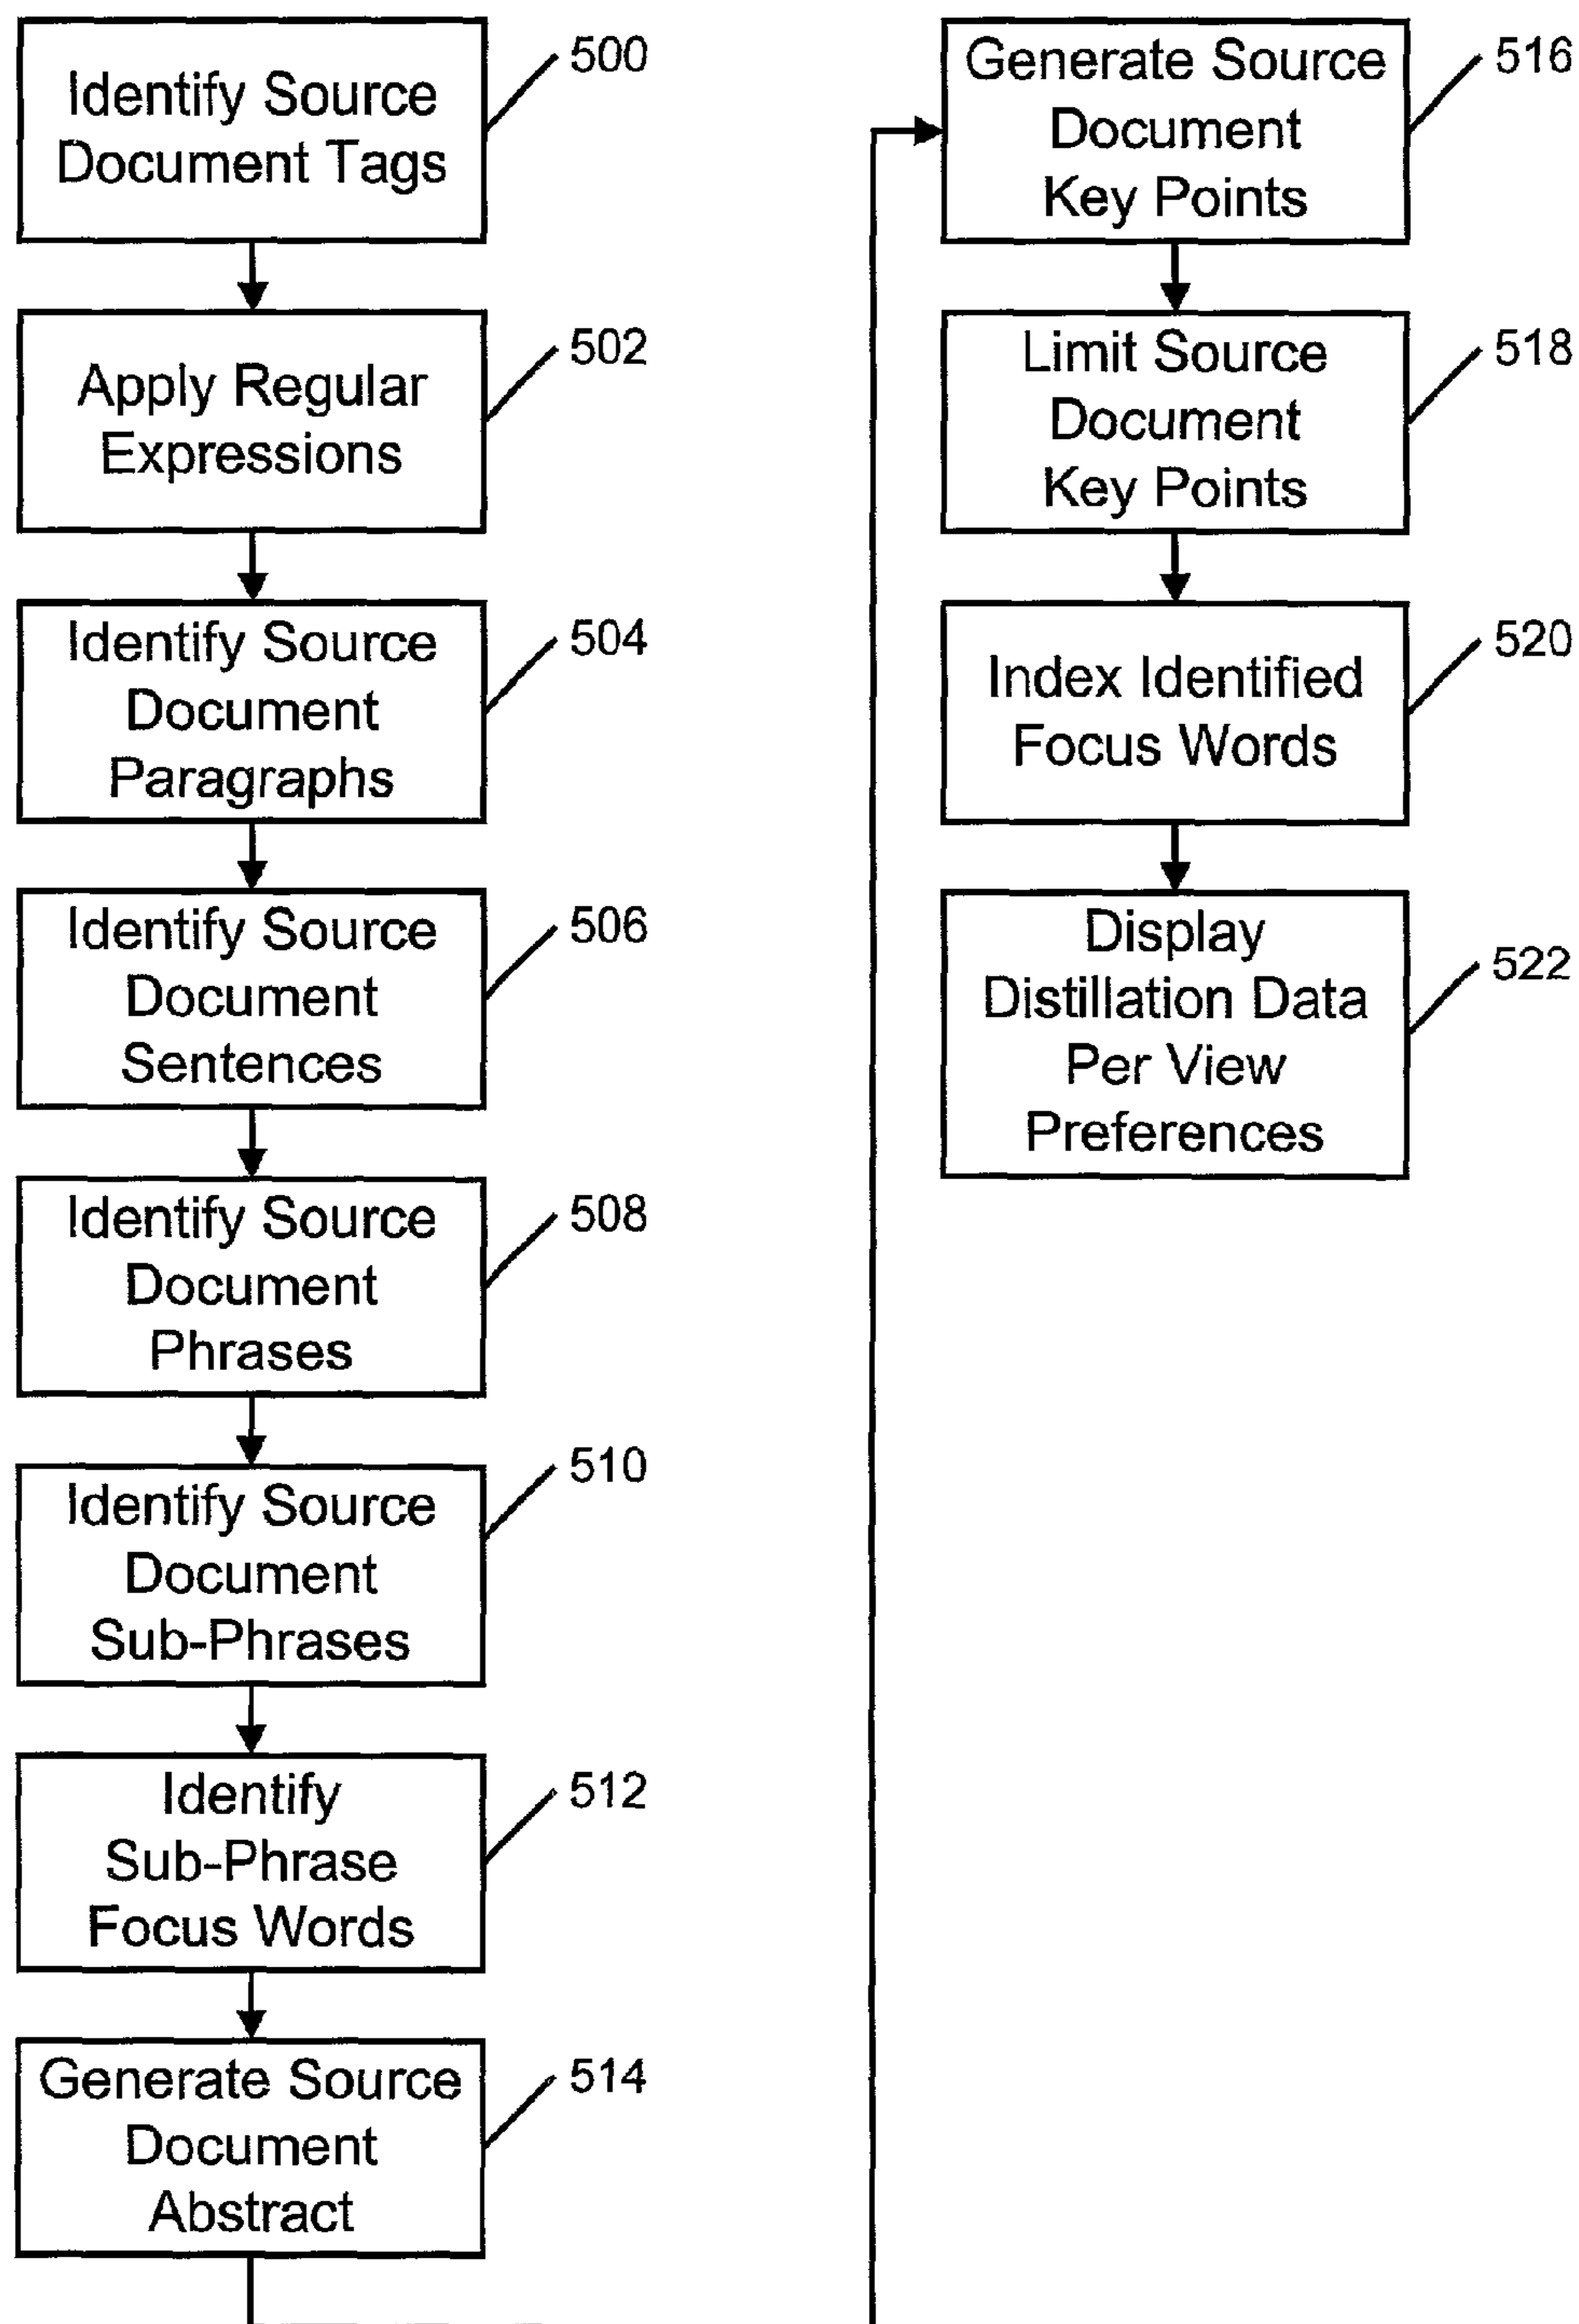 Identify Source
Document Tags
500
Apply Regular
Expressions
502
Identify Source
Document
Paragraphs
504
Identify Source
Document
Sentences
506
Identify Source
Document
Phrases
508
Identify Source
Document
Sub-Phrases
510
Identify
Sub-Phrase
Focus Words
512
Generate Source
Document
Abstract
514
Generate Source
Document
Key Points
516
Limit Source
Document
Key Points
518
Index Identified
Focus Words
520
Display
Distillation Data
Per View
Preferences
522